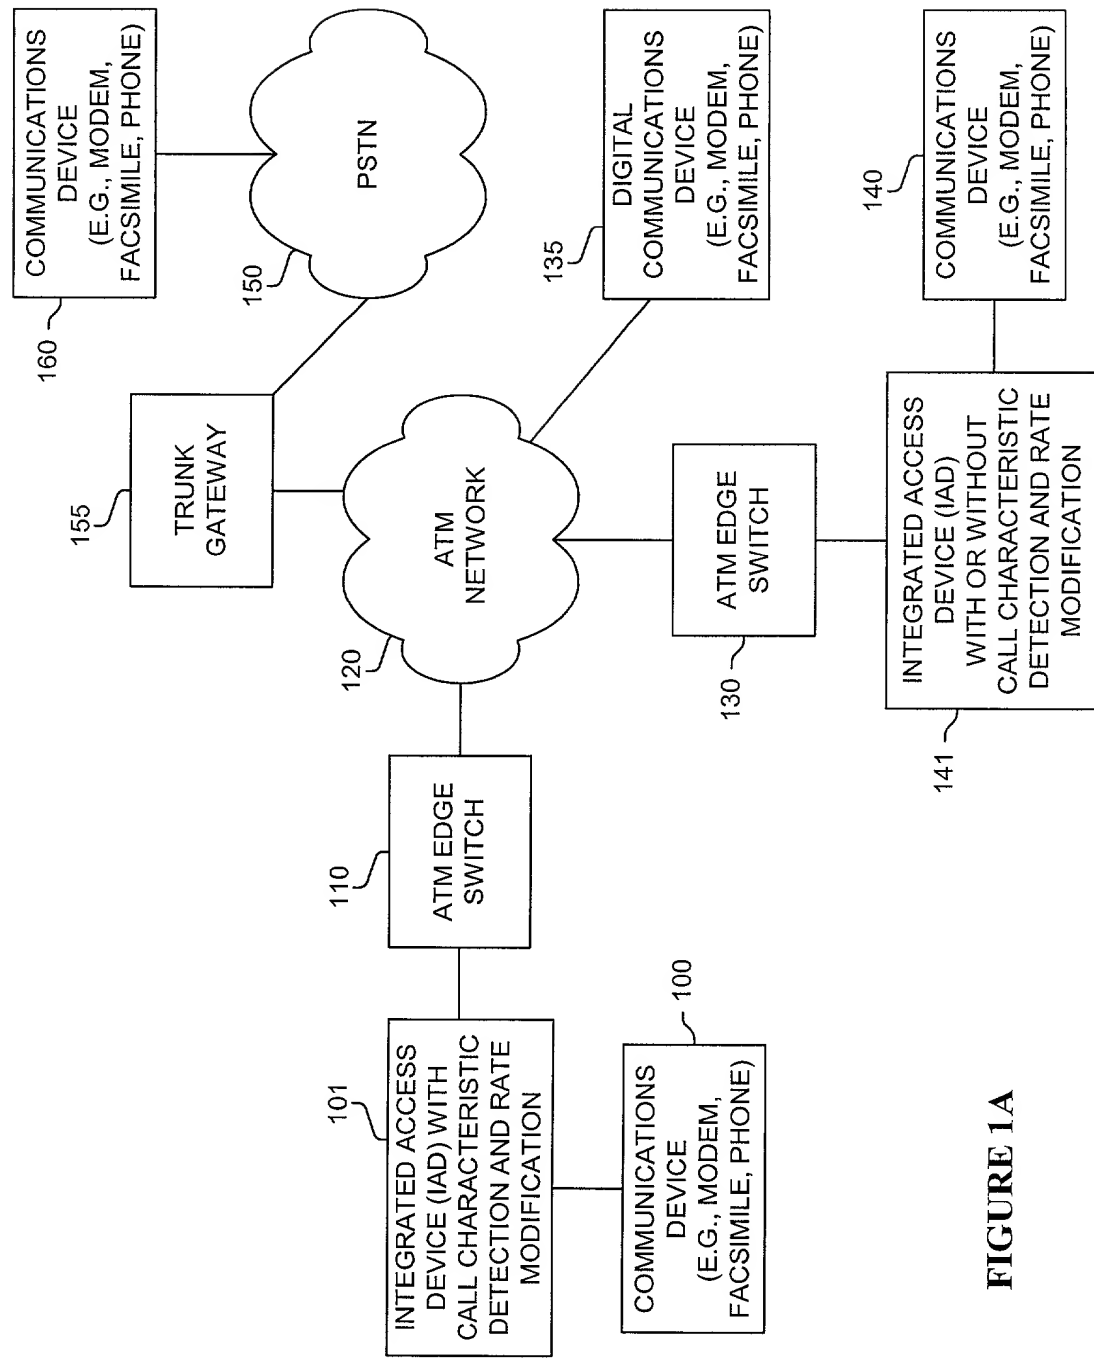 COMMUNICATIONS
DEVICE
(E.G., MODEM,
FACSIMILE, PHONE)
160
PSTN
150
TRUNK
GATEWAY
155
DIGITAL
COMMUNICATIONS
DEVICE
(E.G., MODEM,
FACSIMILE, PHONE)
135
ATM
NETWORK
120
ATM EDGE
SWITCH
110
INTEGRATED ACCESS
DEVICE (IAD) WITH
CALL CHARACTERISTIC
DETECTION AND RATE
MODIFICATION
101
COMMUNICATIONS
DEVICE
(E.G., MODEM,
FACSIMILE, PHONE)
100
ATM EDGE
SWITCH
130
INTEGRATED ACCESS
DEVICE (IAD)
WITH OR WITHOUT
CALL CHARACTERISTIC
DETECTION AND RATE
MODIFICATION
141
COMMUNICATIONS
DEVICE
(E.G., MODEM,
FACSIMILE, PHONE)
140
FIGURE 1A